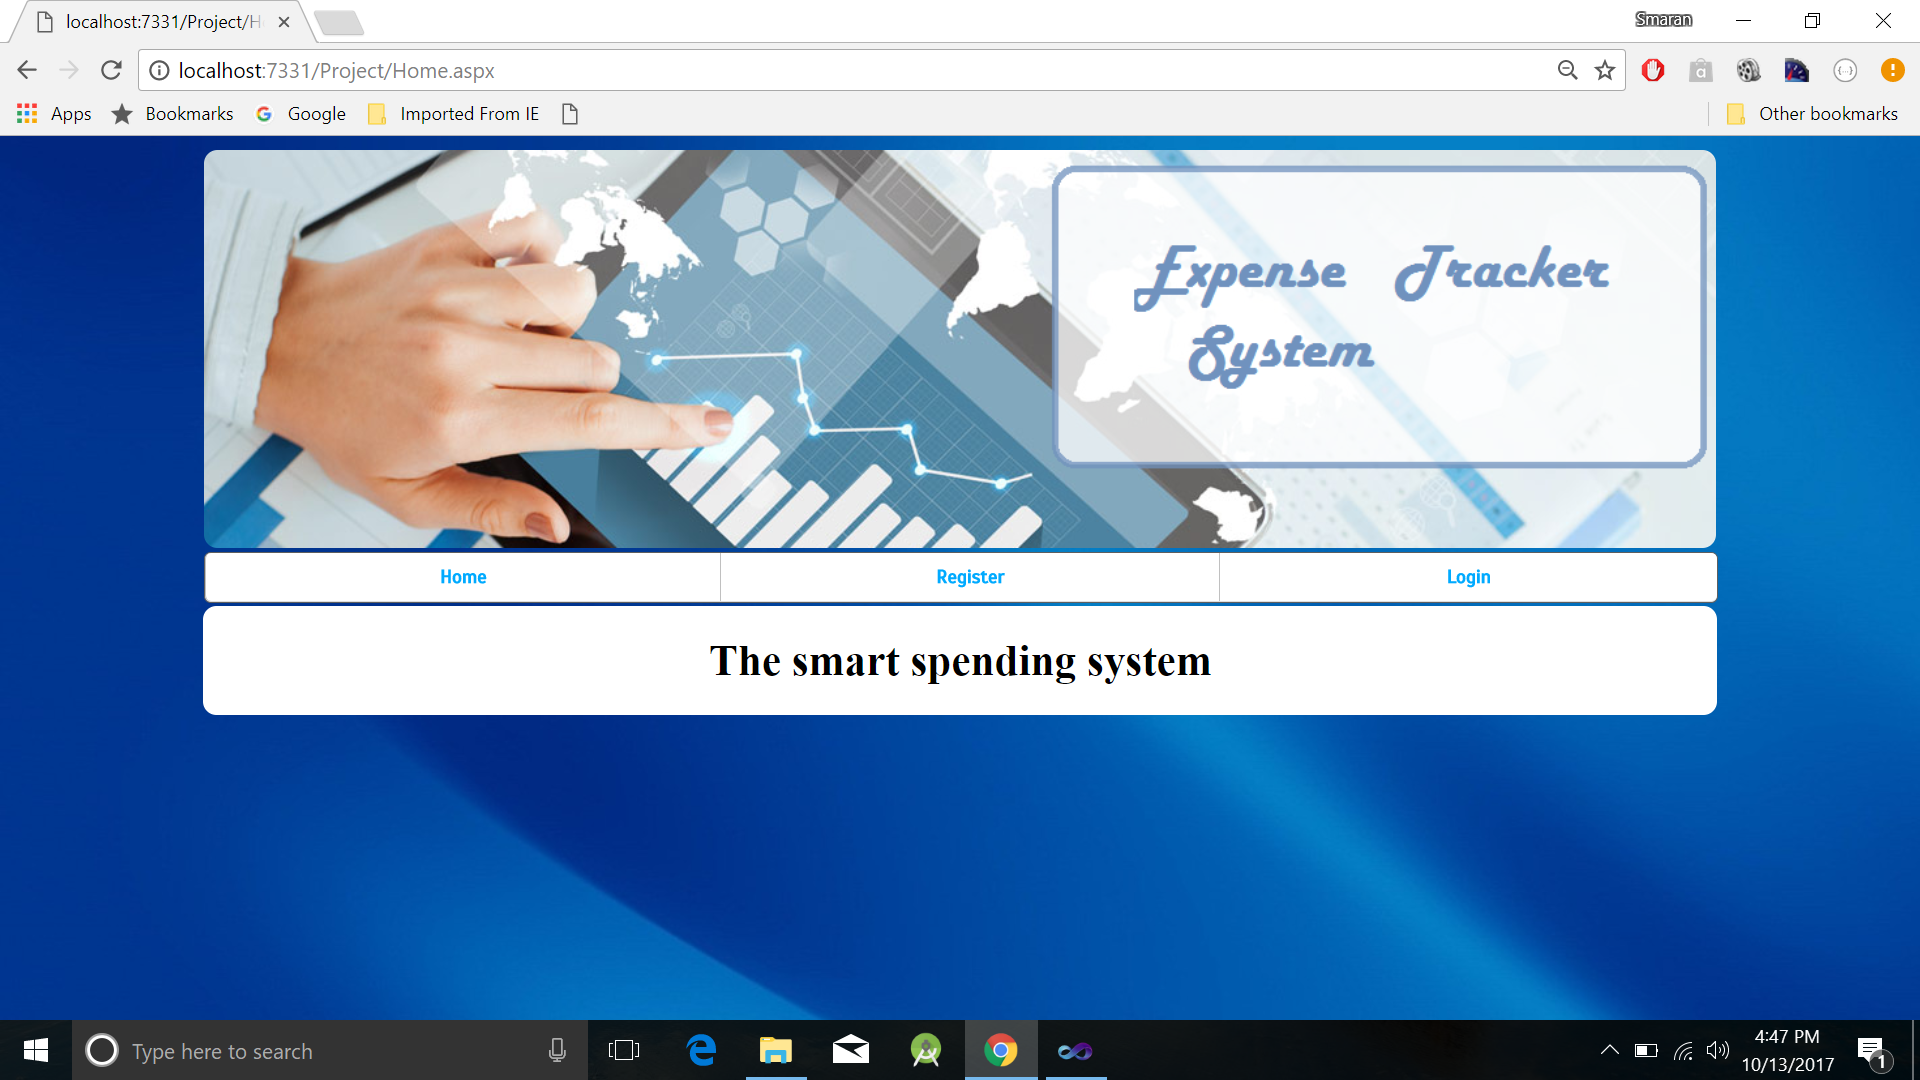 localhost:7331/Project/H
Smaran
localhost:7331/Project/Home.aspx
Apps Bookmarks Google Imported From IE Other bookmarks
Expense Tracker
System
Home Register Login
The smart spending system
Type here to search
4:47 PM
10/13/2017
1